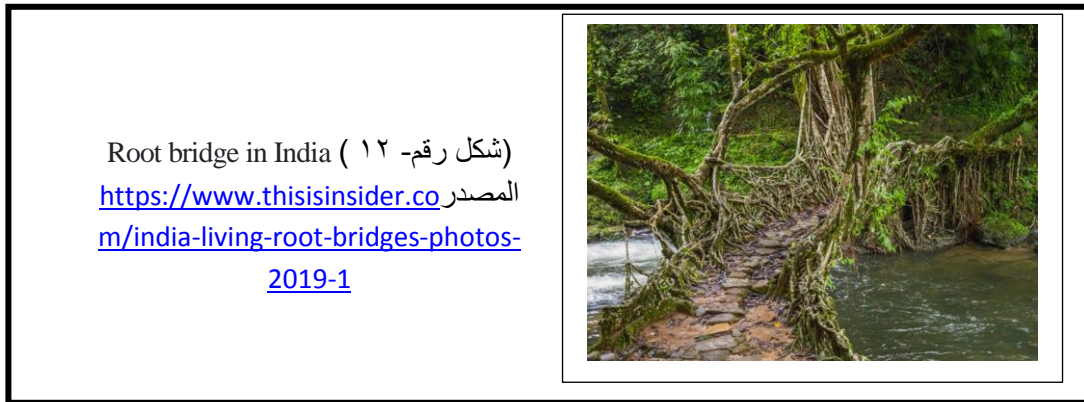 (شكل رقم- ١٢ ) Root bridge in India
المصدرhttps://www.thisisinsider.co
m/india-living-root-bridges-photos-
2019-1